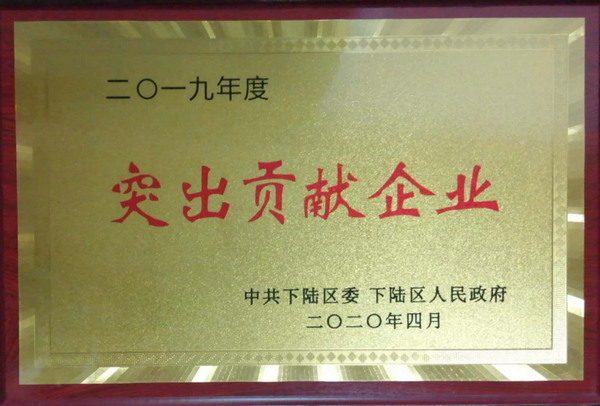 二〇一九年度
突出贡献企业
中共下陆区委 下陆区人民政府
二〇二〇年四月